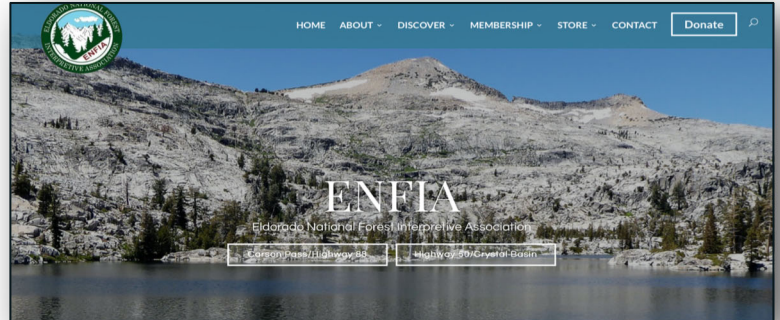 ELDORADO NATIONAL FOREST
ENFIA
INTERPRETIVE ASSOCIATION
HOME ABOUT DISCOVER MEMBERSHIP STORE CONTACT Donate
ENFIA
Eldorado National Forest Interpretive Association
Carson Pass/Highway 88 Highway 50/Crystal Basin